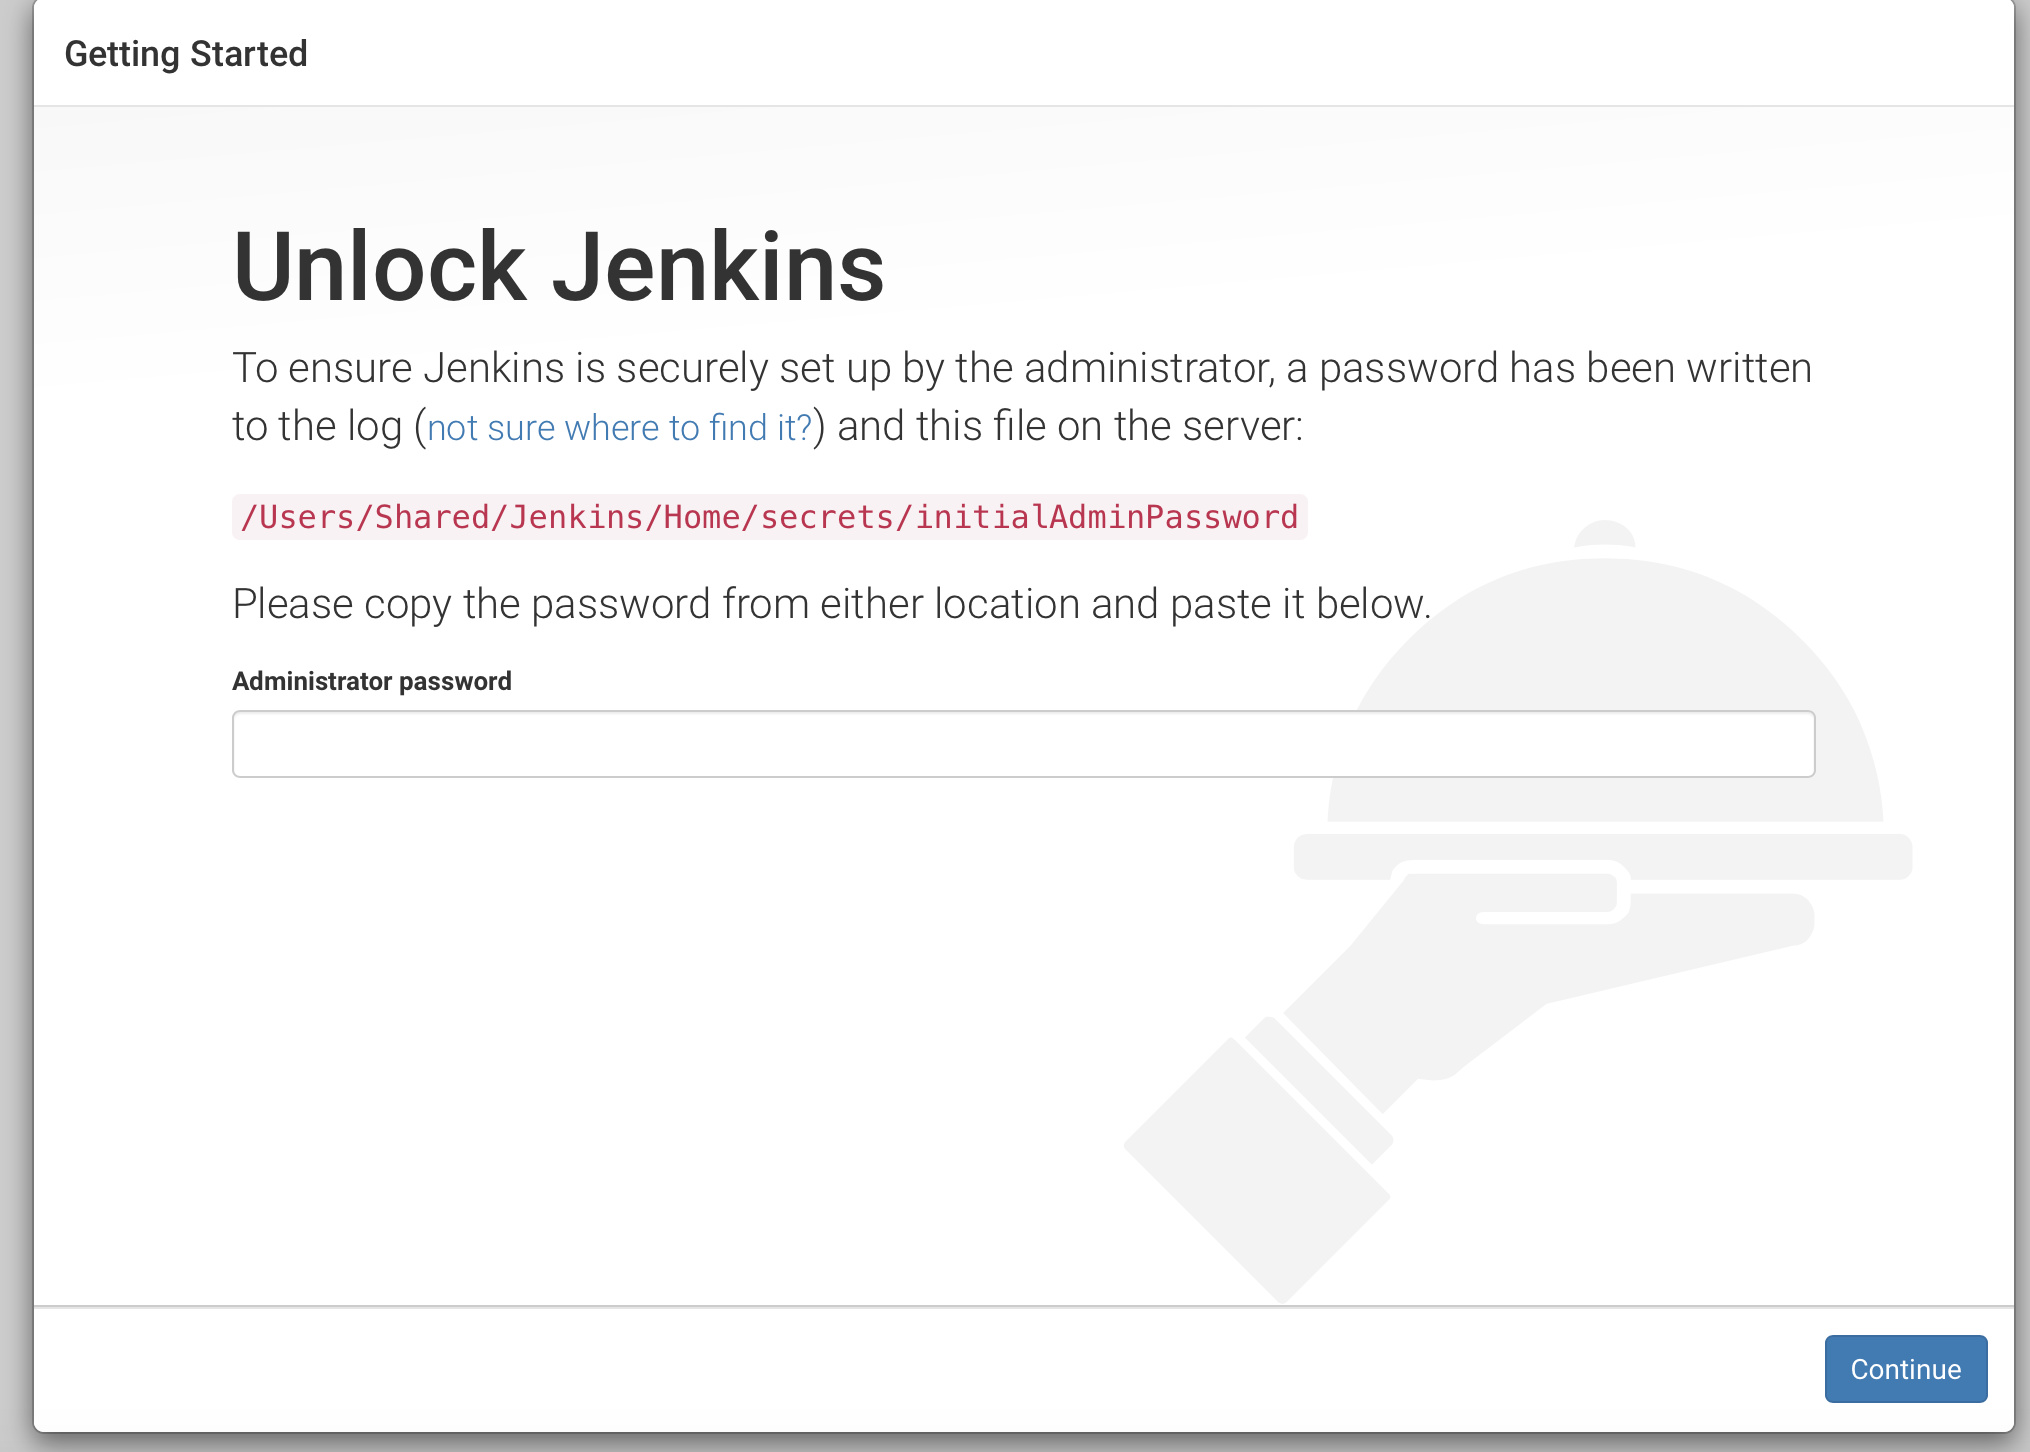 Getting Started
Unlock Jenkins
To ensure Jenkins is securely set up by the administrator, a password has been written
to the log (not sure where to find it?) and this file on the server:
/Users/Shared/Jenkins/Home/secrets/initialAdminPassword
Please copy the password from either location and paste it below.
Administrator password
Continue